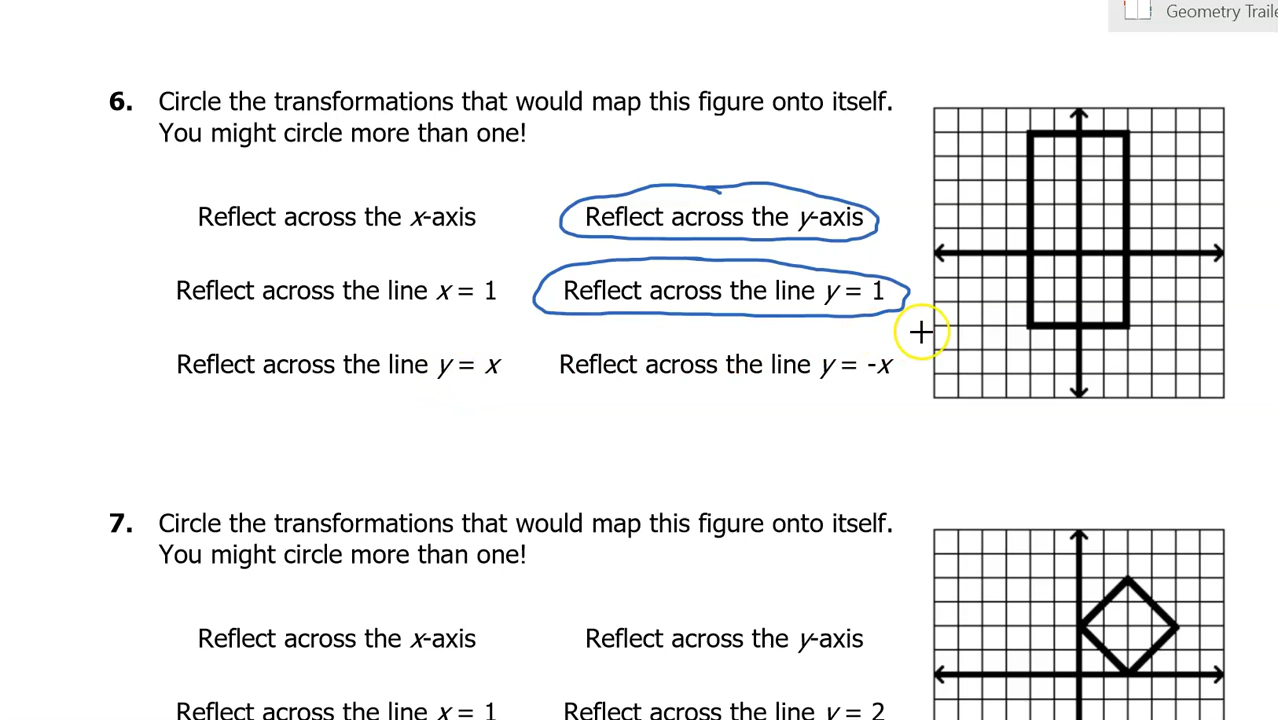 Geometry Traile
6. Circle the transformations that would map this figure onto itself.
You might circle more than one!
Reflect across the x-axis Reflect across the y-axis
Reflect across the line x = 1 Reflect across the line y = 1
Reflect across the line y = x Reflect across the line y = -x
7. Circle the transformations that would map this figure onto itself.
You might circle more than one!
Reflect across the x-axis Reflect across the y-axis
Reflect across the line x = 1 Reflect across the line y = 2